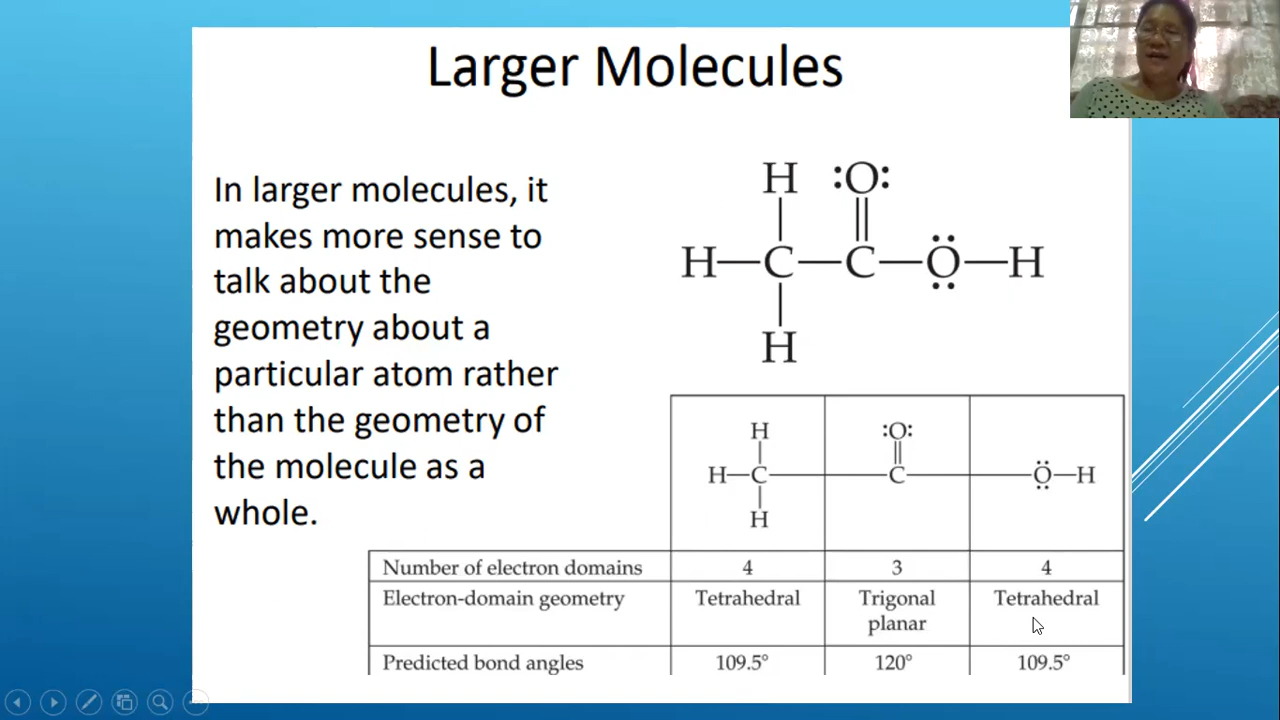 Larger Molecules
In larger molecules, it
makes more sense to
talk about the
geometry about a
particular atom rather
than the geometry of
the molecule as a
whole.
H :O:
H—C—C—Ö—H
H
H :O:
H—C C Ö—H
H
Number of electron domains 4 3 4
Electron-domain geometry Tetrahedral Trigonal Tetrahedral
planar
Predicted bond angles 109.5° 120° 109.5°